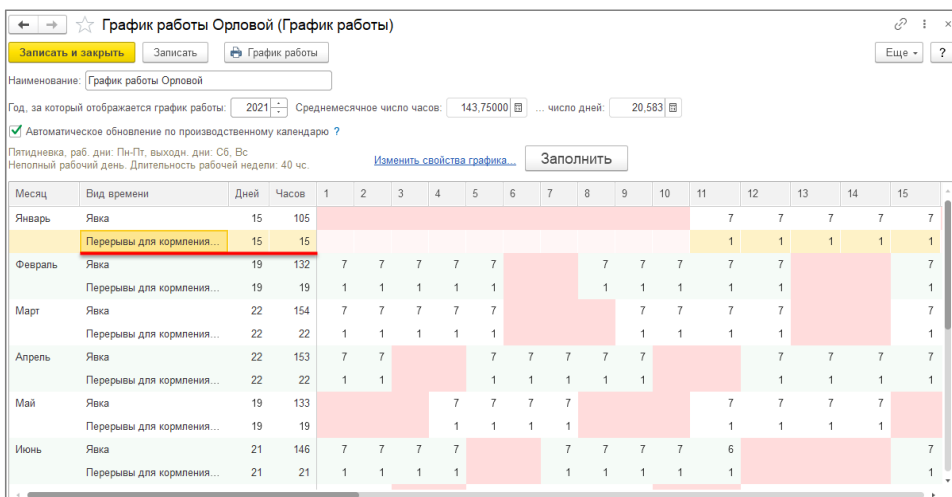 График работы Орловой (График работы)
Записать и закрыть Записать График работы Еще ?
Наименование: График работы Орловой
Год, за который отображается график работы: 2021 Среднемесячное число часов: 143,75000 ... число дней: 20,583
Автоматическое обновление по производственному календарю ?
Пятидневка, раб. дни: Пн-Пт, выходн. дни: Сб, Вс
Неполный рабочий день. Длительность рабочей недели: 40 чс.
Изменить свойства графика... Заполнить
Месяц Вид времени Дней Часов 1 2 3 4 5 6 7 8 9 10 11 12 13 14 15
Январь Явка 15 105 7 7 7 7 7
Перерывы для кормления... 15 15 1 1 1 1 1
Февраль Явка 19 132 7 7 7 7 7 7 7 7 7 7 7
Перерывы для кормления... 19 19 1 1 1 1 1 1 1 1 1 1 1
Март Явка 22 154 7 7 7 7 7 7 7 7 7 7
Перерывы для кормления... 22 22 1 1 1 1 1 1 1 1 1 1
Апрель Явка 22 153 7 7 7 7 7 7 7 7 7 7 7
Перерывы для кормления... 22 22 1 1 1 1 1 1 1 1 1 1 1
Май Явка 19 133 7 7 7 7 7 7 7 7
Перерывы для кормления... 19 19 1 1 1 1 1 1 1 1
Июнь Явка 21 146 7 7 7 7 7 7 7 7 6 7
Перерывы для кормления... 21 21 1 1 1 1 1 1 1 1 1 1